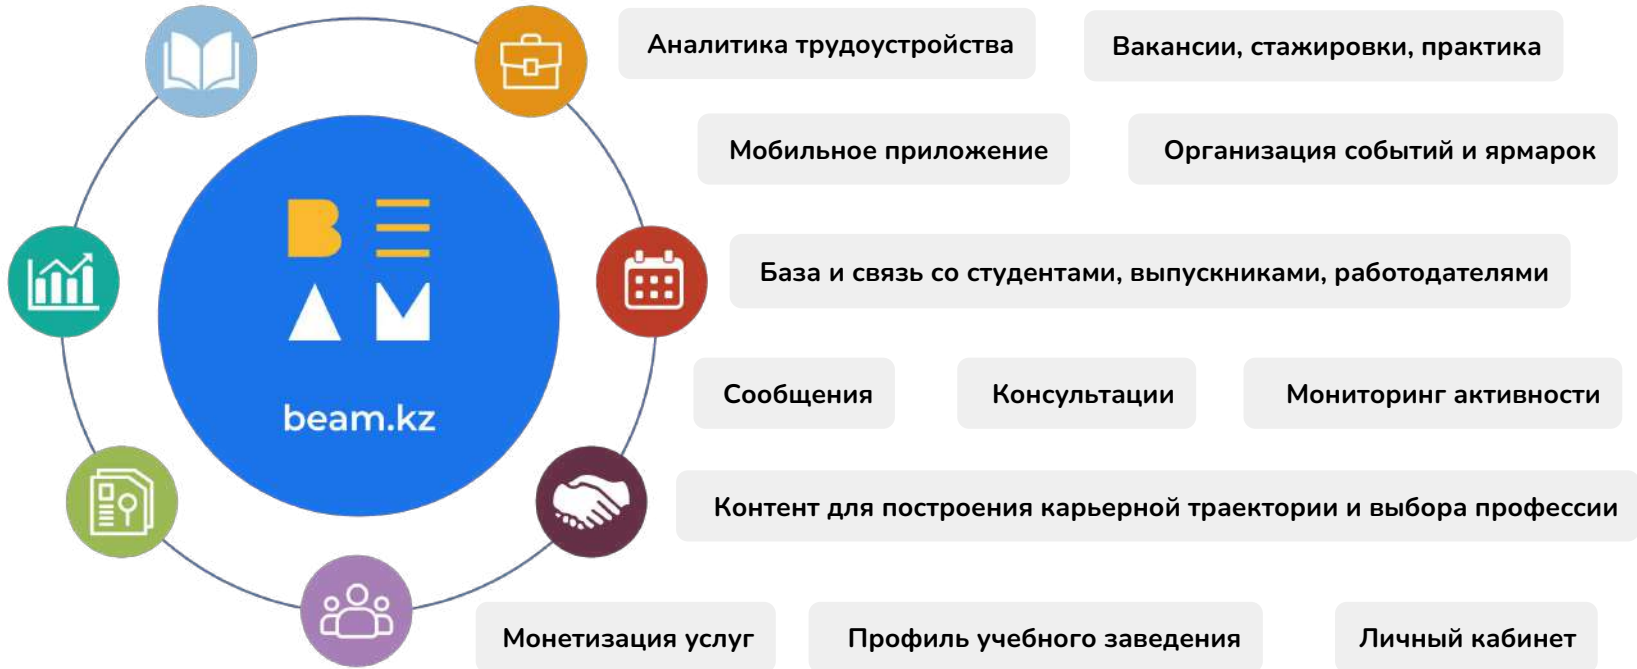 Аналитика трудоустройства
Вакансии, стажировки, практика
Мобильное приложение
Организация событий и ярмарок
BE
AM
beam.kz
База и связь со студентами, выпускниками, работодателями
Сообщения
Консультации
Мониторинг активности
Контент для построения карьерной траектории и выбора профессии
Монетизация услуг
Профиль учебного заведения
Личный кабинет